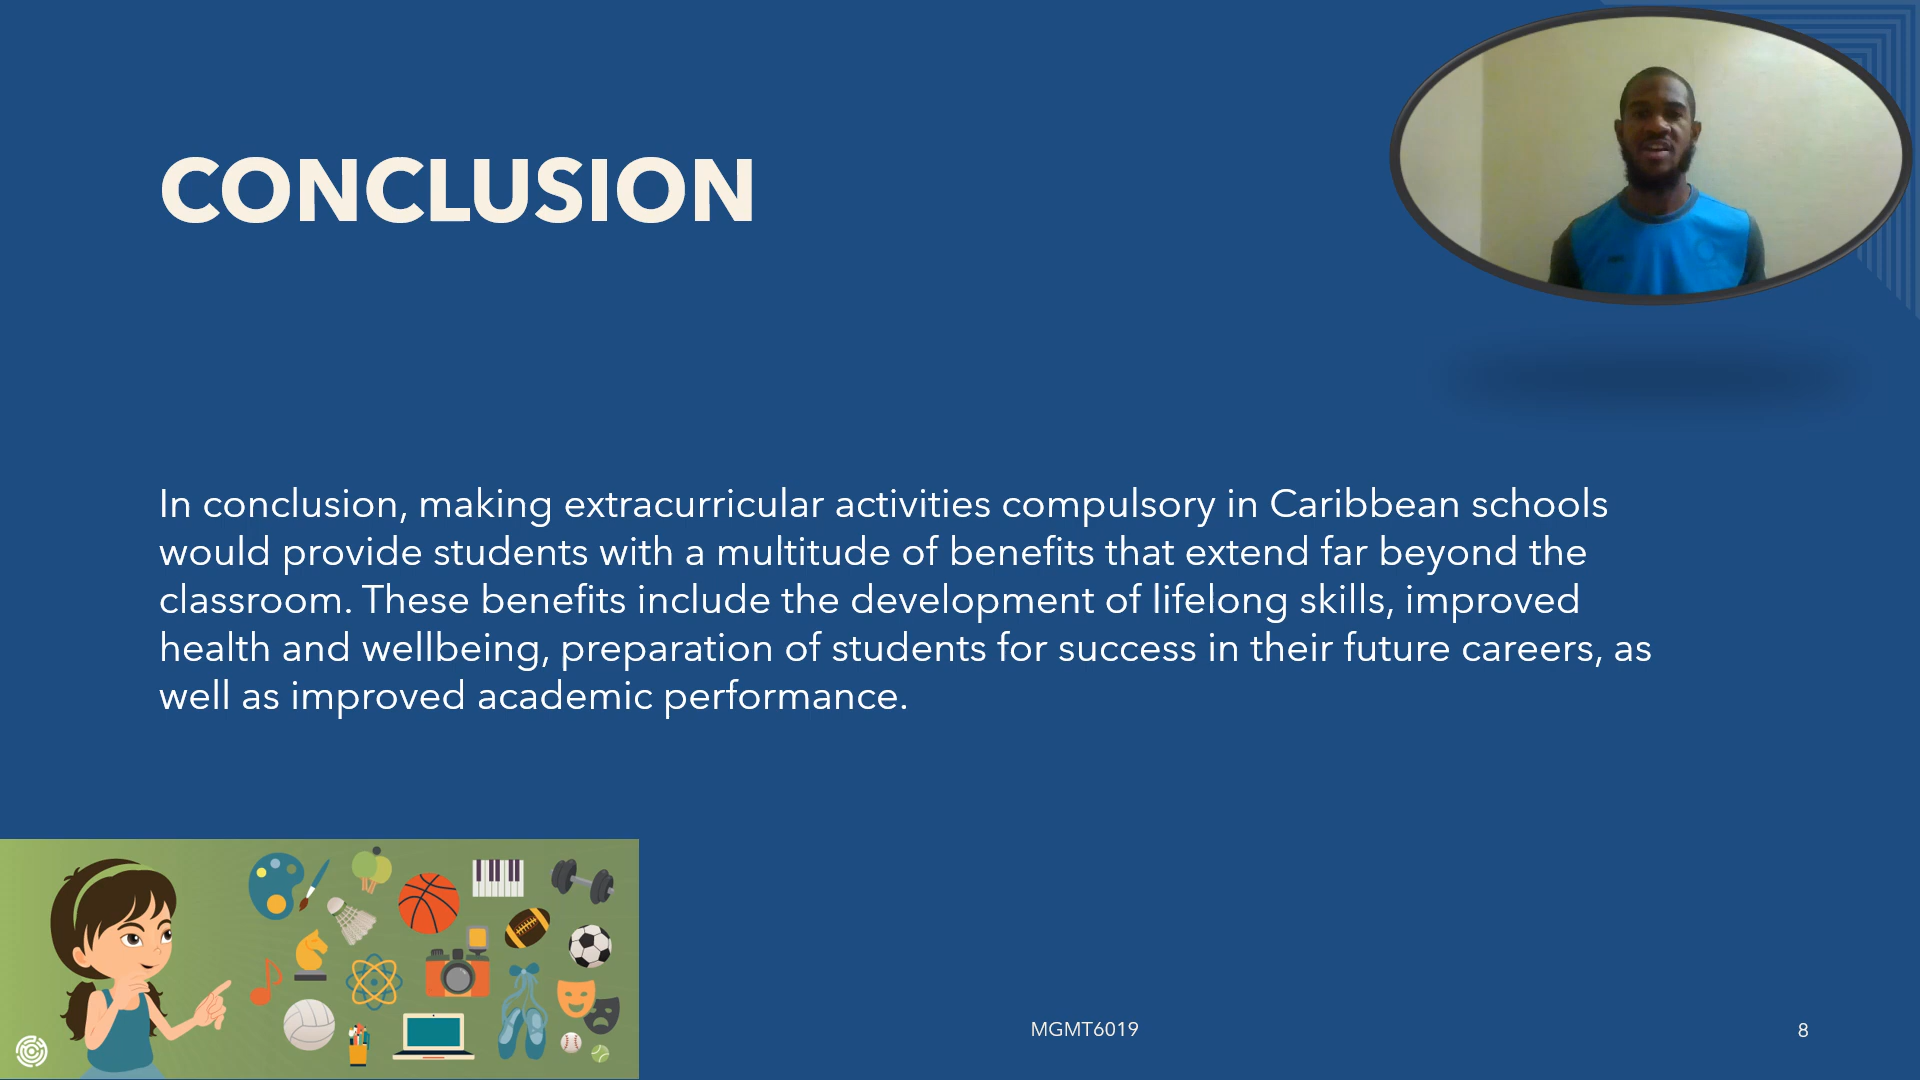 CONCLUSION
In conclusion, making extracurricular activities compulsory in Caribbean schools
would provide students with a multitude of benefits that extend far beyond the
classroom. These benefits include the development of lifelong skills, improved
health and wellbeing, preparation of students for success in their future careers, as
well as improved academic performance.
MGMT6019
8